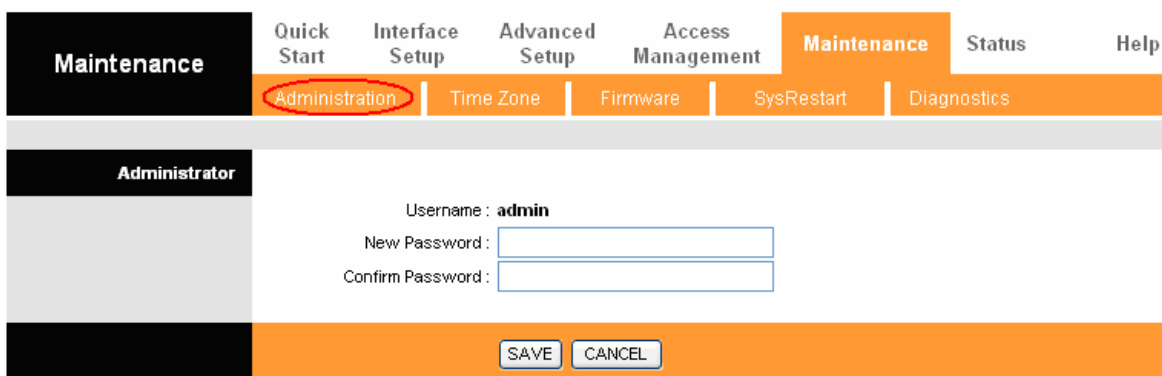 Maintenance
Quick Start
Interface Setup
Advanced Setup
Access Management
Maintenance
Status
Help
Administration
Time Zone
Firmware
SysRestart
Diagnostics
Administrator
Username : admin
New Password :
Confirm Password :
SAVE
CANCEL